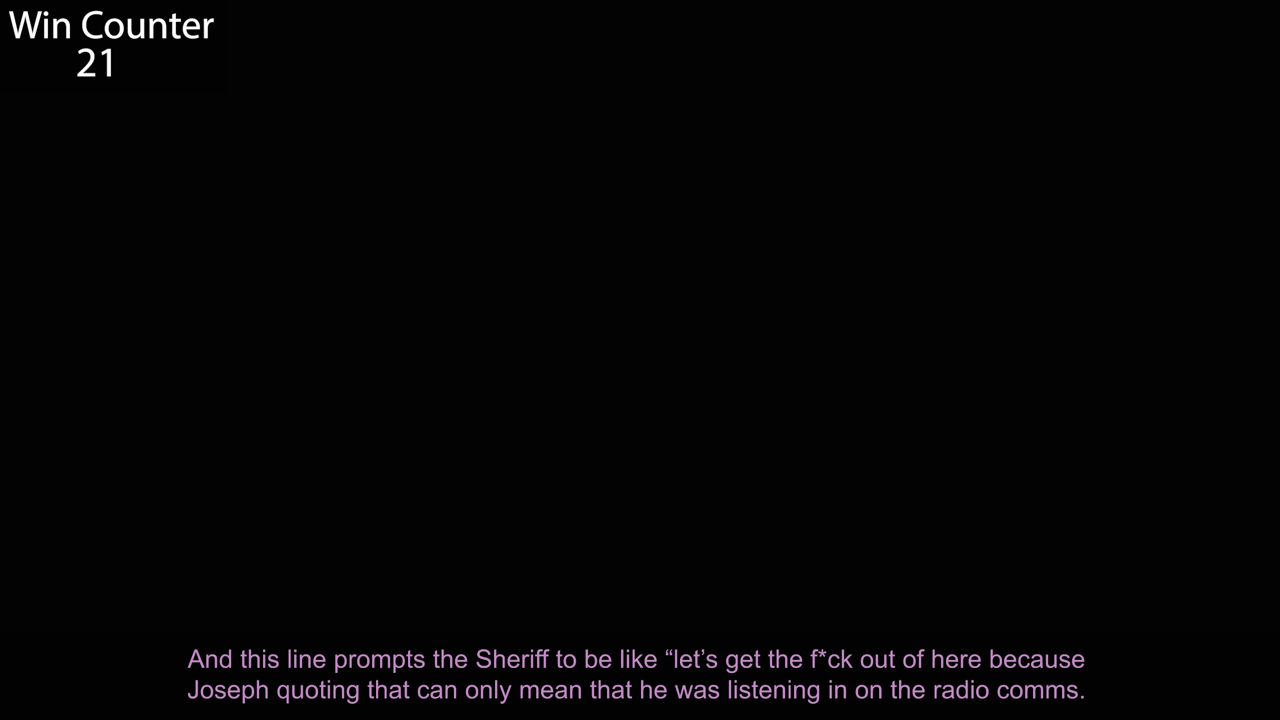 Win Counter
21
And this line prompts the Sheriff to be like “let’s get the f*ck out of here because
Joseph quoting that can only mean that he was listening in on the radio comms.